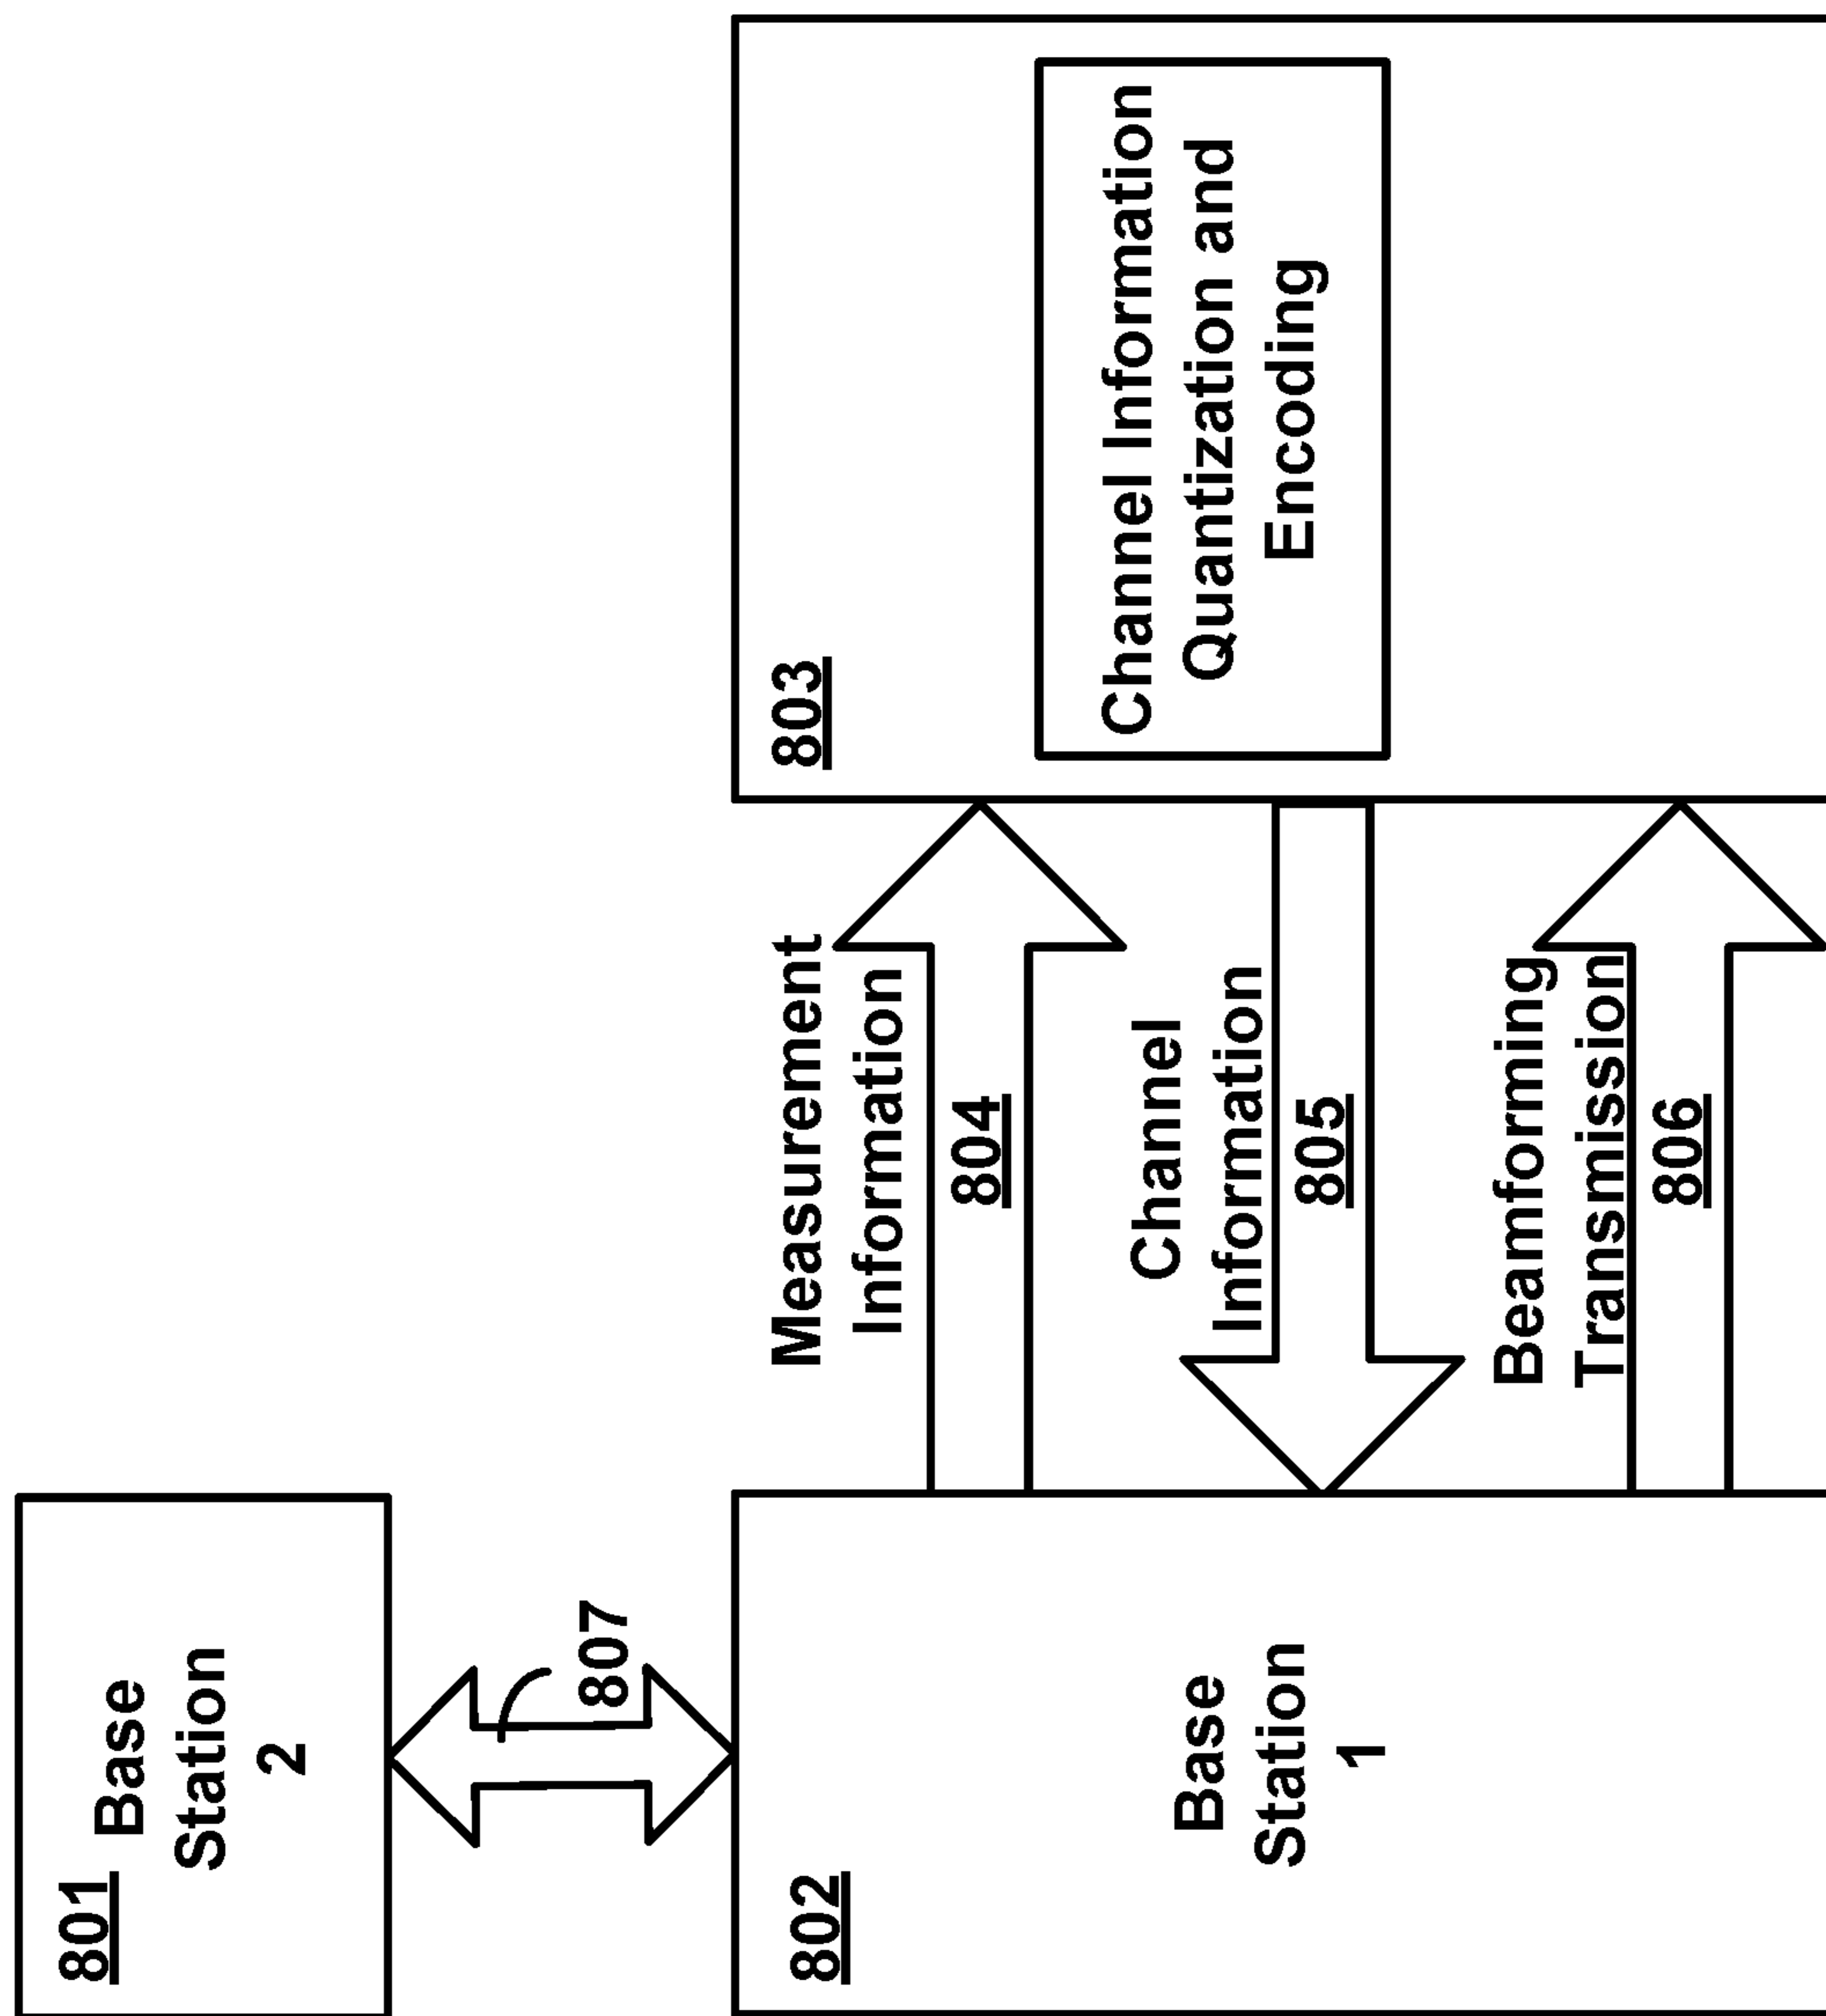 801
Base
Station
2
807
802
Base
Station
1
Measurement
Information
804
Channel
Information
805
Beamforming
Transmission
806
803
Channel Information
Quantization and
Encoding